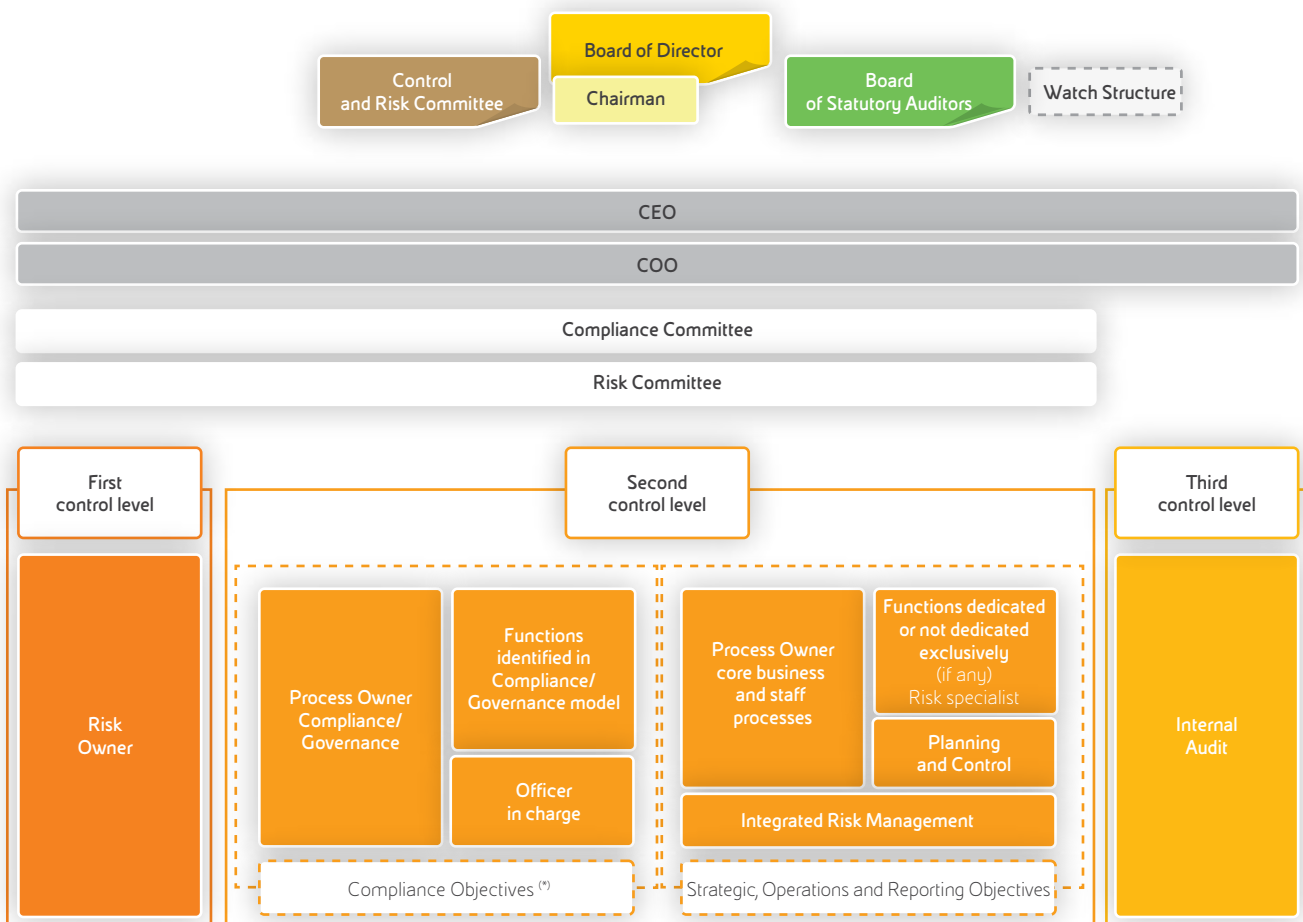 Board of Director
Chairman
Control
and Risk Committee
Board
of Statutory Auditors
Watch Structure
CEO
COO
Compliance Committee
Risk Committee
First
control level
Second
control level
Third
control level
Risk
Owner
Process Owner
Compliance/
Governance
Functions
identified in
Compliance/
Governance model
Officer
in charge
Compliance Objectives (*)
Process Owner
core business
and staff
processes
Functions dedicated
or not dedicated
exclusively
(if any)
Risk specialist
Planning
and Control
Integrated Risk Management
Strategic, Operations and Reporting Objectives
Internal
Audit